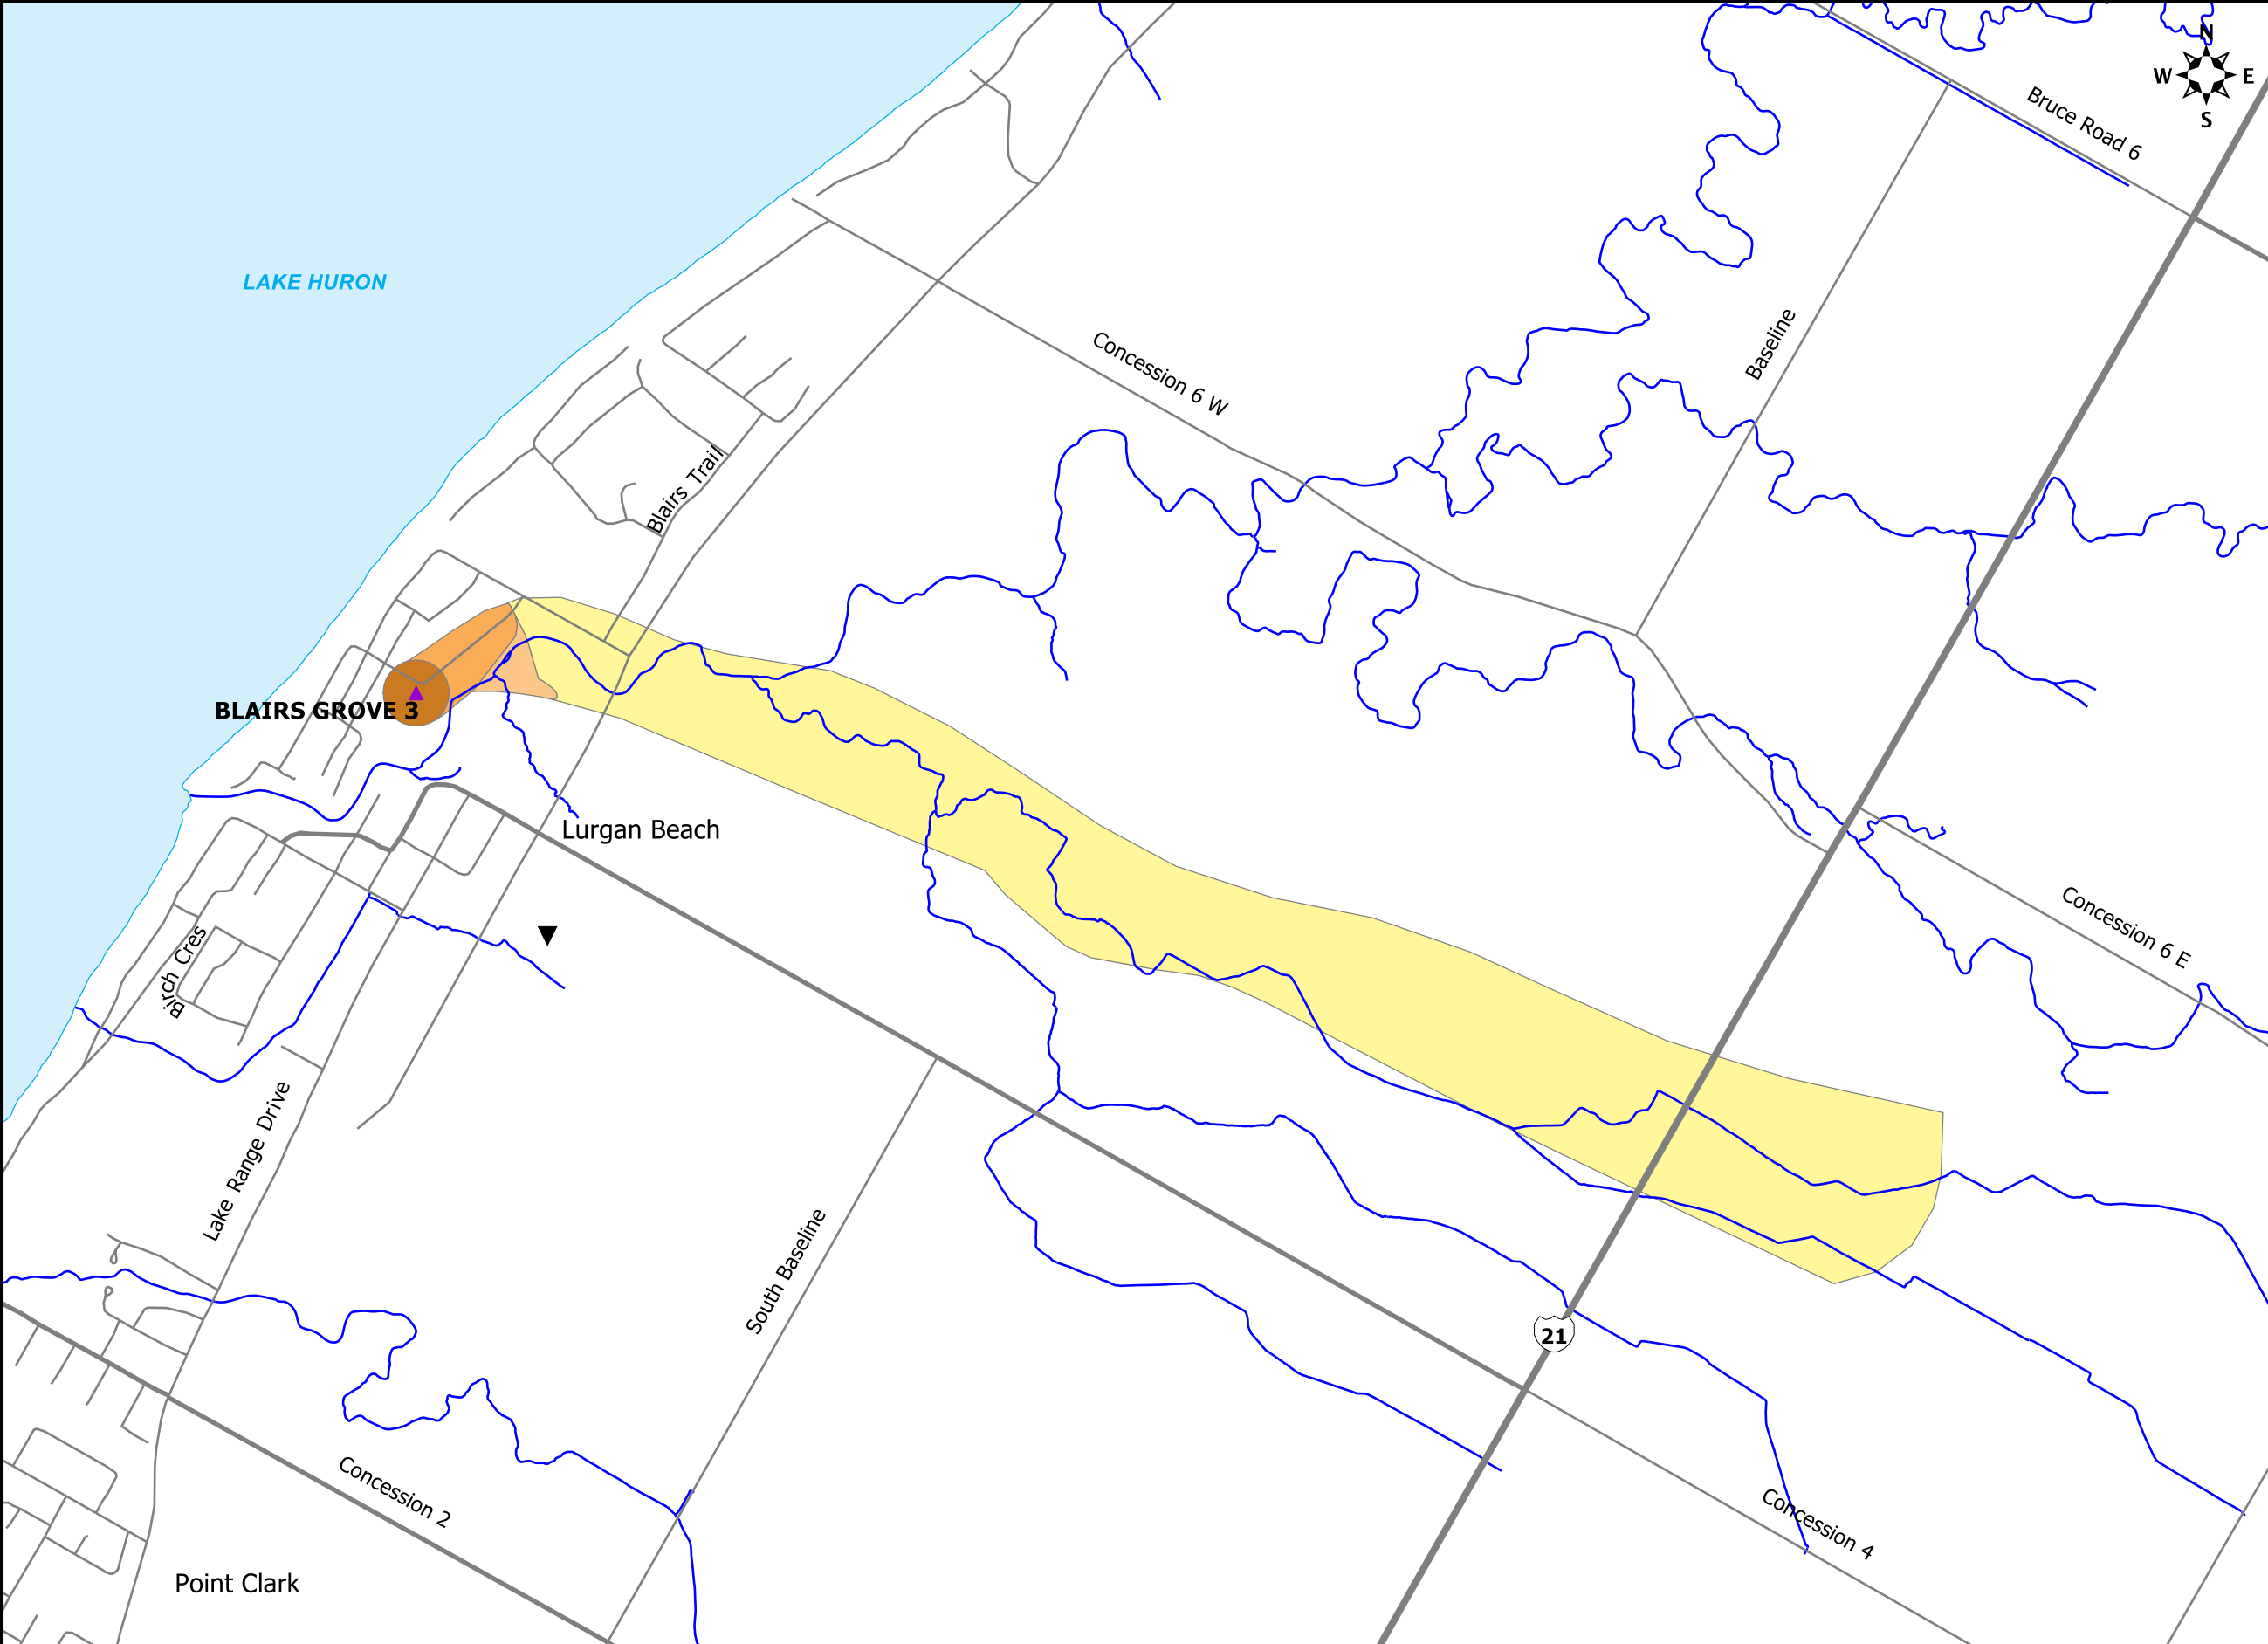 N
W E
S
Bruce Road 6
LAKE HURON
Concession 6 W
Baseline
Blairs Trail
BLAIRS GROVE 3
Lurgan Beach
Concession 6 E
Birch Cres
Lake Range Drive
South Baseline
21
Concession 2
Concession 4
Point Clark